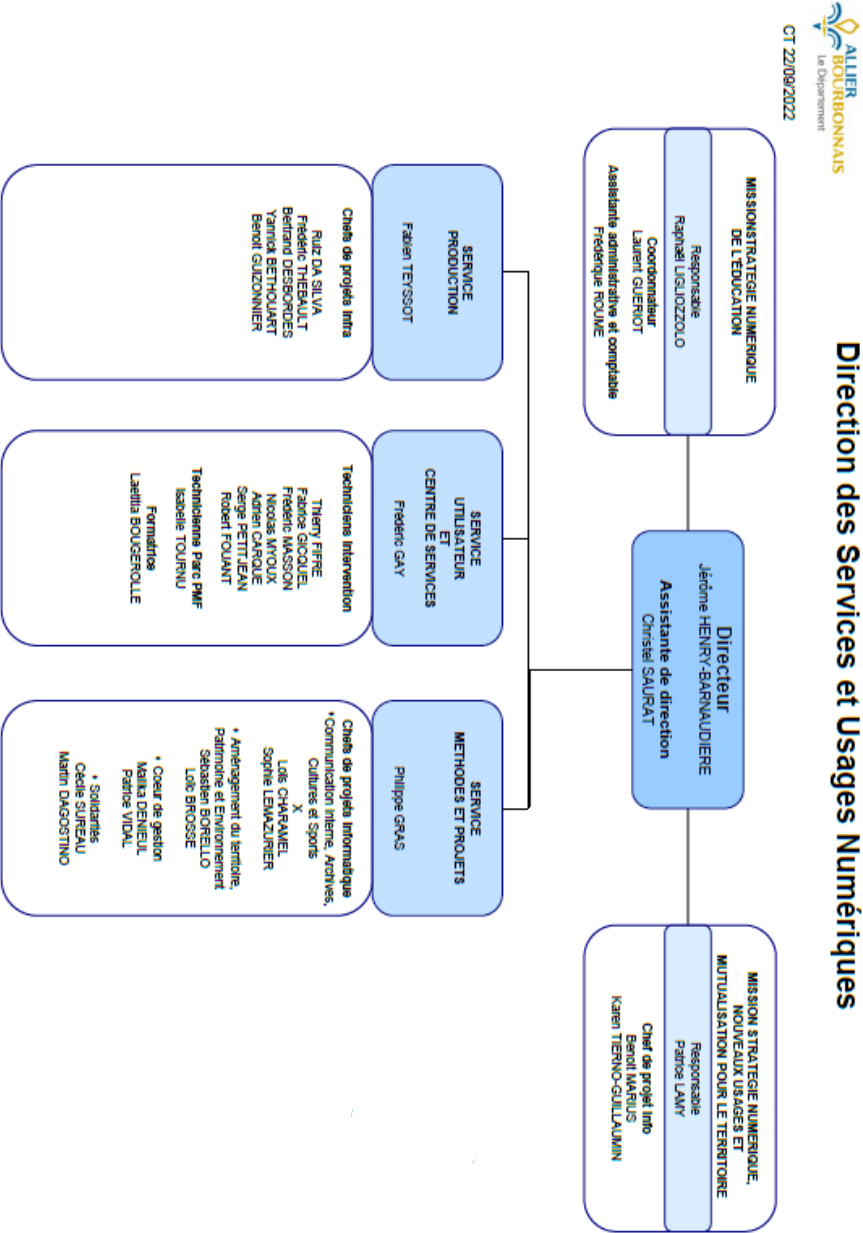 ALLIER
BOURBONNAIS
Le Département
CT 22/09/2022
Direction des Services et Usages Numériques
MISSIONSTRATEGIE NUMERIQUE
DE L'EDUCATION
Responsable
Raphaël LIGLIOZZOLO
Coordonnateur
Laurent GUERIOT
Assistante administrative et comptable
Frédérique ROUME
Directeur
Jérôme HENRY-BARNAUDIERE
Assistante de direction
Christel SAURAT
MISSION STRATEGIE NUMERIQUE,
NOUVEAUX USAGES ET
MUTUALISATION POUR LE TERRITOIRE
Responsable
Patrice LAMY
Chef de projet Info
Benoit MARIUS
Karen TIERNO-GUILLAUMIN
SERVICE
PRODUCTION
Fabien TEYSSOT
Chefs de projets Infra
Ruiz DA SILVA
Frédéric THEBAULT
Bertrand DESBORDES
Yannick BETHOUART
Benoit GUIZONNIER
SERVICE
UTILISATEUR
ET
CENTRE DE SERVICES
Frédéric GAY
Techniciens Intervention
Thierry FIFRE
Fabrice GICQUEL
Frédéric MASSON
Nicolas MYOUX
Adrien CARQUE
Serge PETITJEAN
Robert FOUANT
Technicienne Parc PMF
Isabelle TOURNU
Formatrice
Laetitia BOUGEROLLE
SERVICE
METHODES ET PROJETS
Philippe GRAS
Chefs de projets Informatique
*Communication Interne, Archives,
Cultures et Sports
X
Loïs CHARAMEL
Sophie LEMAZURIER
* Aménagement du territoire,
Patrimoine et Environnement
Sébastien BORELLO
Loïc BROSSE
* Coeur de gestion
Malika DENIEUL
Patrice VIDAL
* Solidarités
Cécile SUREAU
Martin DAGOSTINO